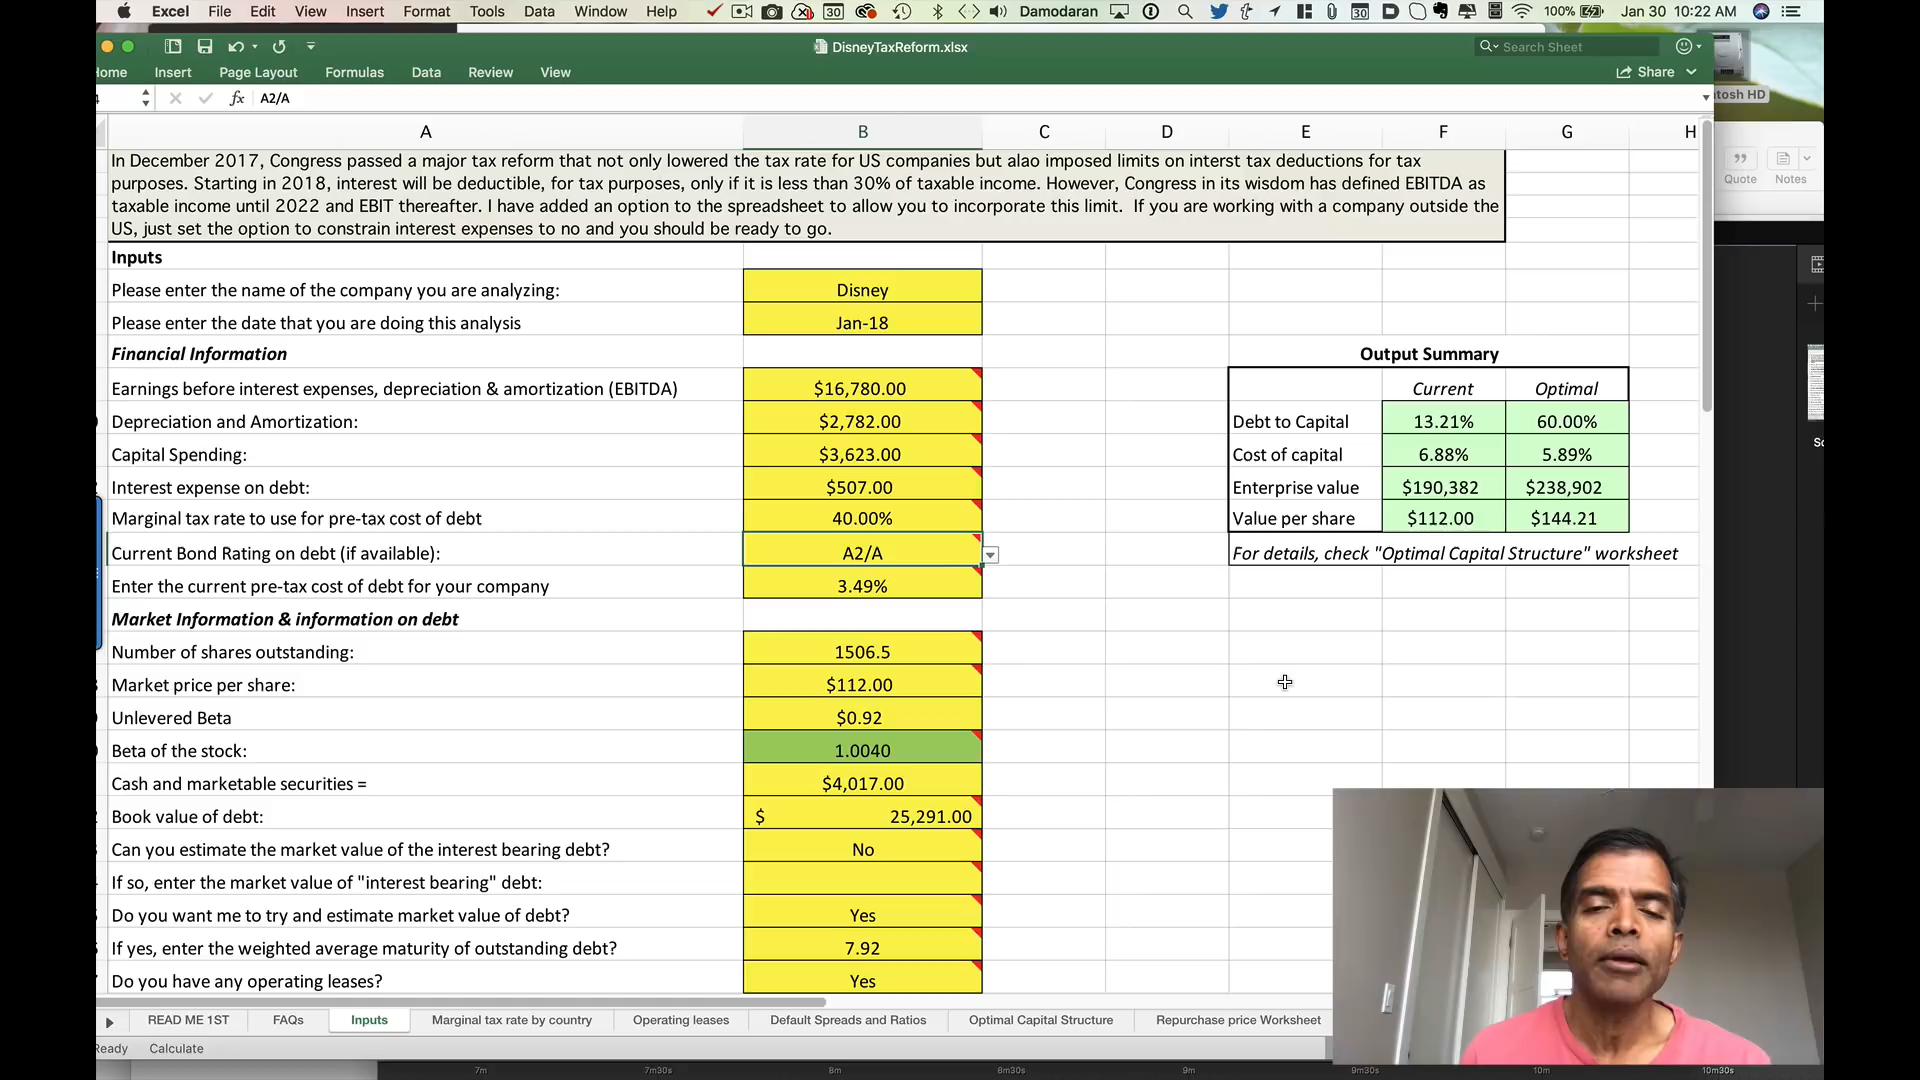 Excel File Edit View Insert Format Tools Data Window Help 30 Damodaran 30 100% Jan 30 10:22 AM
DisneyTaxReform.xlsx
Search Sheet
Home Insert Page Layout Formulas Data Review View
Share
fx A2/A
A B C D E F G H
In December 2017, Congress passed a major tax reform that not only lowered the tax rate for US companies but alao imposed limits on interst tax deductions for tax
purposes. Starting in 2018, interest will be deductible, for tax purposes, only if it is less than 30% of taxable income. However, Congress in its wisdom has defined EBITDA as
taxable income until 2022 and EBIT thereafter. I have added an option to the spreadsheet to allow you to incorporate this limit. If you are working with a company outside the
US, just set the option to constrain interest expenses to no and you should be ready to go.
Inputs
Please enter the name of the company you are analyzing: Disney
Please enter the date that you are doing this analysis Jan-18
Financial Information
Output Summary
Earnings before interest expenses, depreciation & amortization (EBITDA) $16,780.00
Current Optimal
Depreciation and Amortization: $2,782.00
Debt to Capital 13.21% 60.00%
Capital Spending: $3,623.00
Cost of capital 6.88% 5.89%
Interest expense on debt: $507.00
Enterprise value $190,382 $238,902
Marginal tax rate to use for pre-tax cost of debt 40.00%
Value per share $112.00 $144.21
Current Bond Rating on debt (if available): A2/A
For details, check "Optimal Capital Structure" worksheet
Enter the current pre-tax cost of debt for your company 3.49%
Market Information & information on debt
Number of shares outstanding: 1506.5
Market price per share: $112.00
Unlevered Beta $0.92
Beta of the stock: 1.0040
Cash and marketable securities = $4,017.00
Book value of debt: $ 25,291.00
Can you estimate the market value of the interest bearing debt? No
If so, enter the market value of "interest bearing" debt:
Do you want me to try and estimate market value of debt? Yes
If yes, enter the weighted average maturity of outstanding debt? 7.92
Do you have any operating leases? Yes
READ ME 1ST FAQs Inputs Marginal tax rate by country Operating leases Default Spreads and Ratios Optimal Capital Structure Repurchase price Worksheet
Ready Calculate
7m 7m30s 8m 8m30s 9m 9m30s 10m 10m30s
ntosh HD
Quote Notes